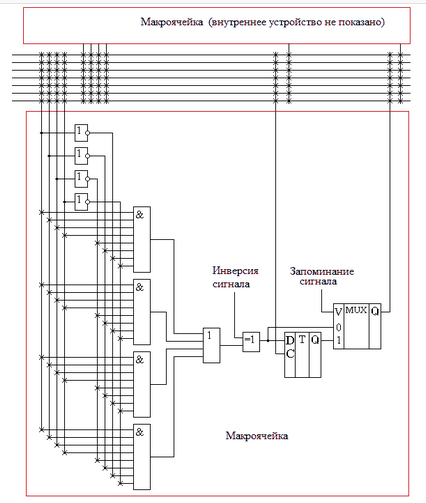 Макроячейка (внутреннее устройство не показано)
1
1
1
1
&
&
&
&
Инверсия
сигнала
Запоминание
сигнала
1
=1
D T Q
C
V MUX Q
0
1
Макроячейка